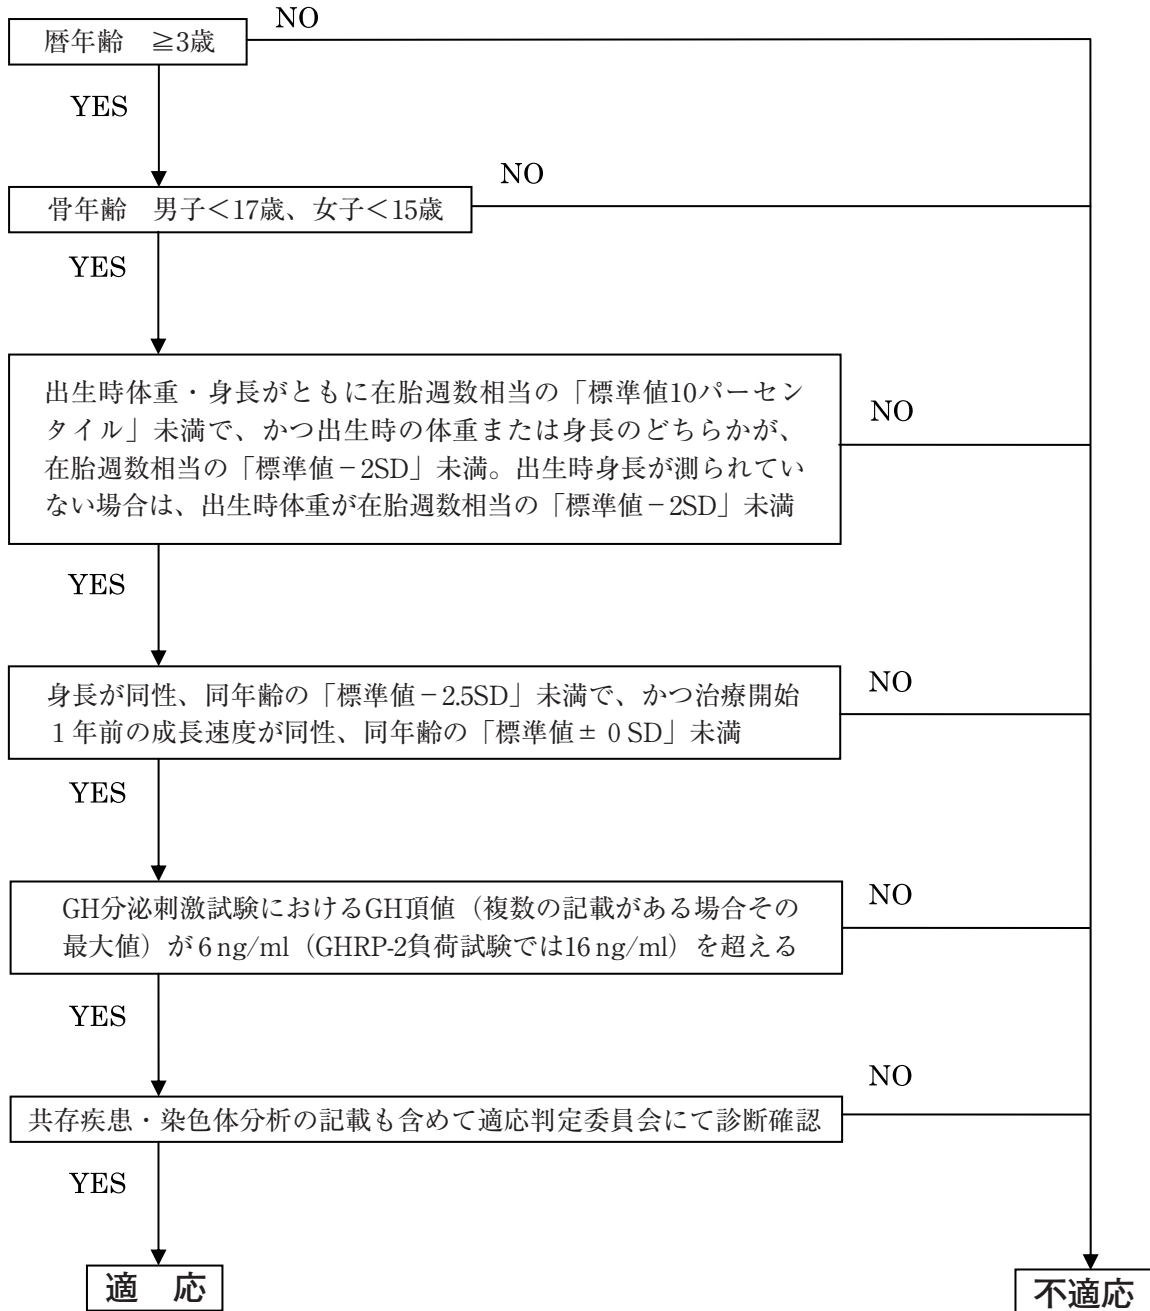 NO
暦年齢　≧3歳
YES
NO
骨年齢　男子＜17歳、女子＜15歳
YES
出生時体重・身長がともに在胎週数相当の「標準値10パーセン
タイル」未満で、かつ出生時の体重または身長のどちらかが、
在胎週数相当の「標準値－2SD」未満。出生時身長が測られてい
ない場合は、出生時体重が在胎週数相当の「標準値－2SD」未満
NO
YES
身長が同性、同年齢の「標準値－2.5SD」未満で、かつ治療開始
１年前の成長速度が同性、同年齢の「標準値± 0 SD」未満
NO
YES
GH分泌刺激試験におけるGH頂値（複数の記載がある場合その
最大値）が 6 ng/ml（GHRP-2負荷試験では16 ng/ml）を超える
NO
YES
共存疾患・染色体分析の記載も含めて適応判定委員会にて診断確認
NO
YES
適　応
不適応